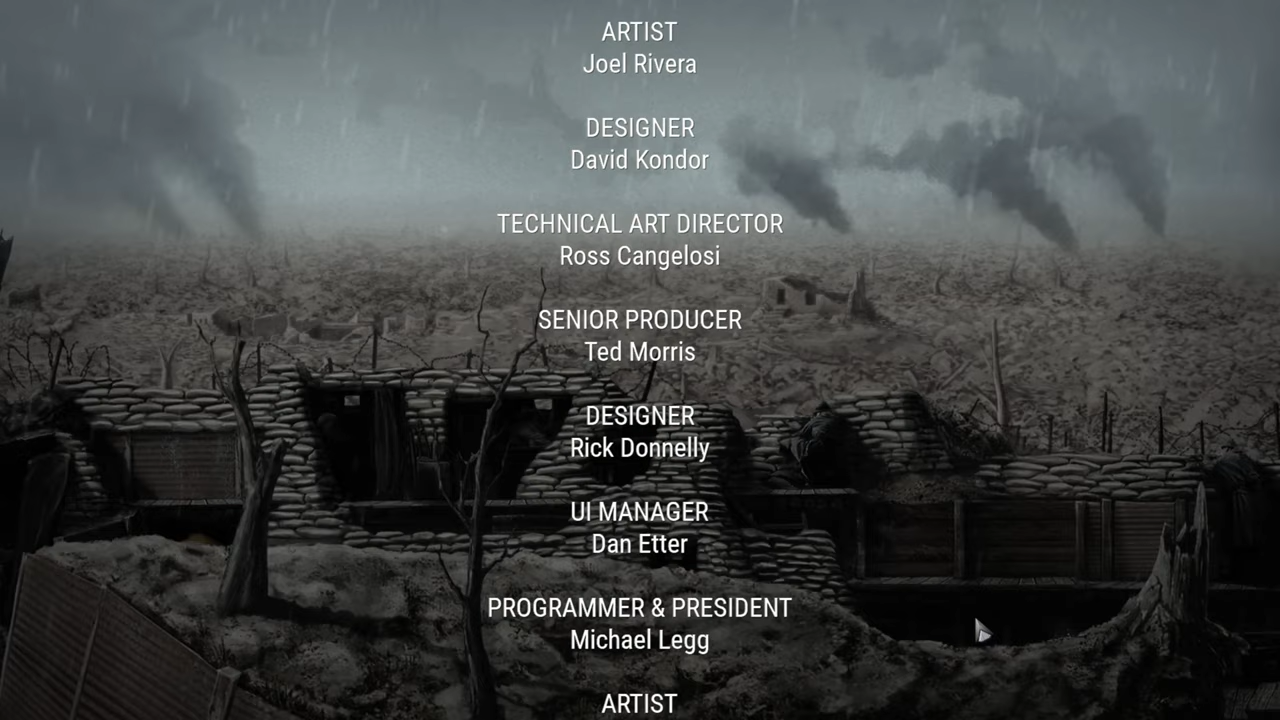 ARTIST
Joel Rivera
DESIGNER
David Kondor
TECHNICAL ART DIRECTOR
Ross Cangelosi
SENIOR PRODUCER
Ted Morris
DESIGNER
Rick Donnelly
UI MANAGER
Dan Etter
PROGRAMMER & PRESIDENT
Michael Legg
ARTIST